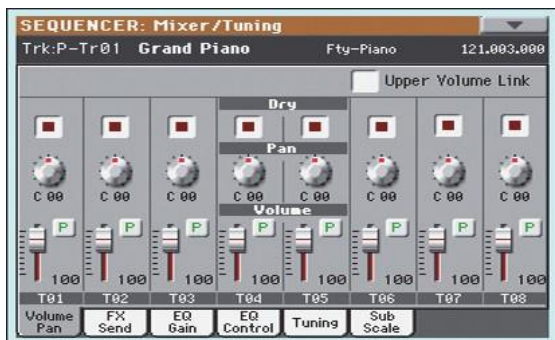 SEQUENCER: Mixer/Tuning
Trk:P-Tr01 Grand Piano Fty-Piano 121.003.000
Upper Volume Link
Dry
Pan
C 00 C 00 C 00 C 00 C 00 C 00 C 00 C 00
Volume
P P P P P P P P
100 100 100 100 100 100 100 100
T01 T02 T03 T04 T05 T06 T07 T08
Volume Pan FX Send EQ Gain EQ Control Tuning Sub Scale